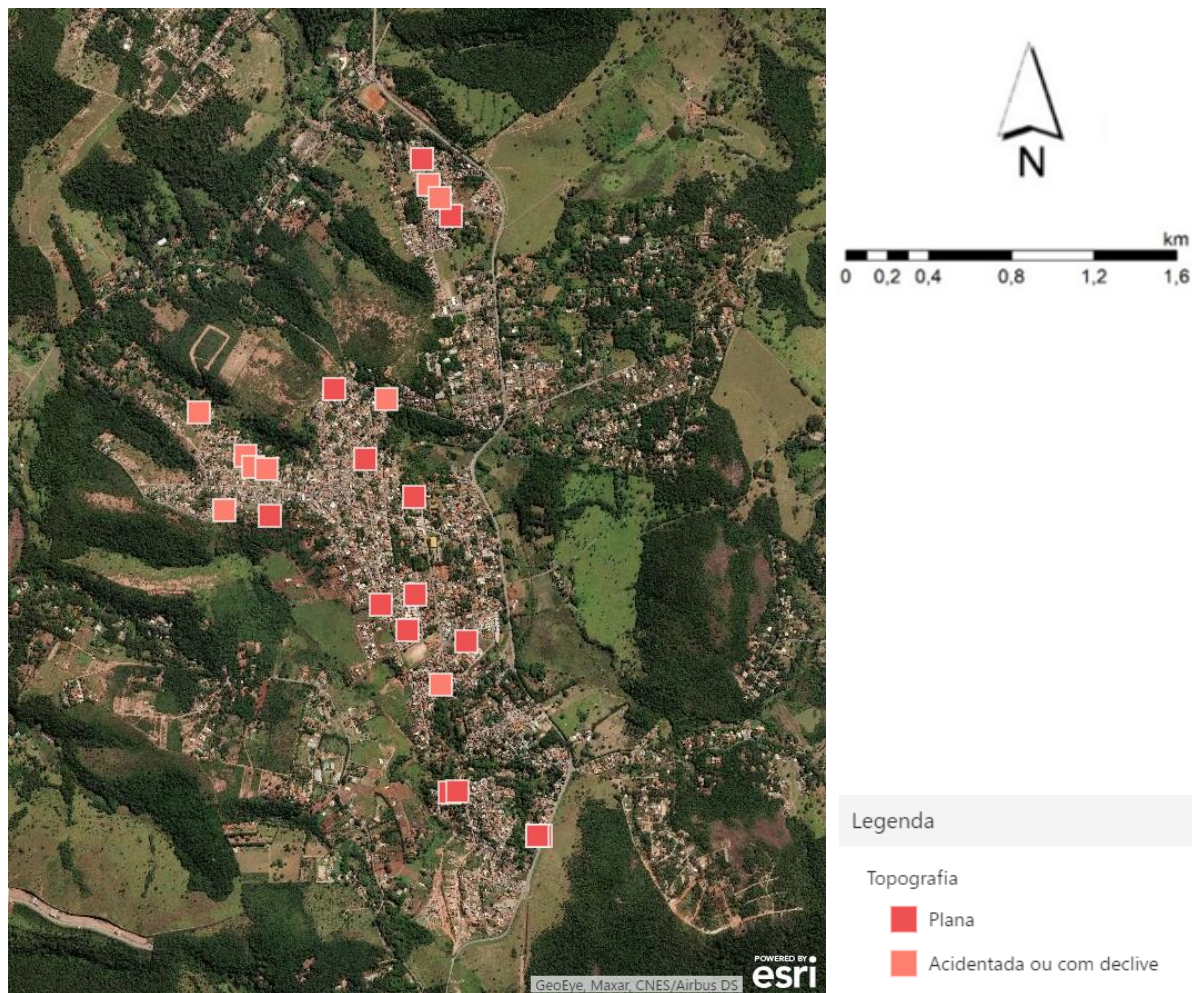 N
km
0 0,2 0,4 0,8 1,2 1,6
Legenda
Topografia
Plana
Acidentada ou com declive
POWERED BY
esri
GeoEye, Maxar, CNES/Airbus DS